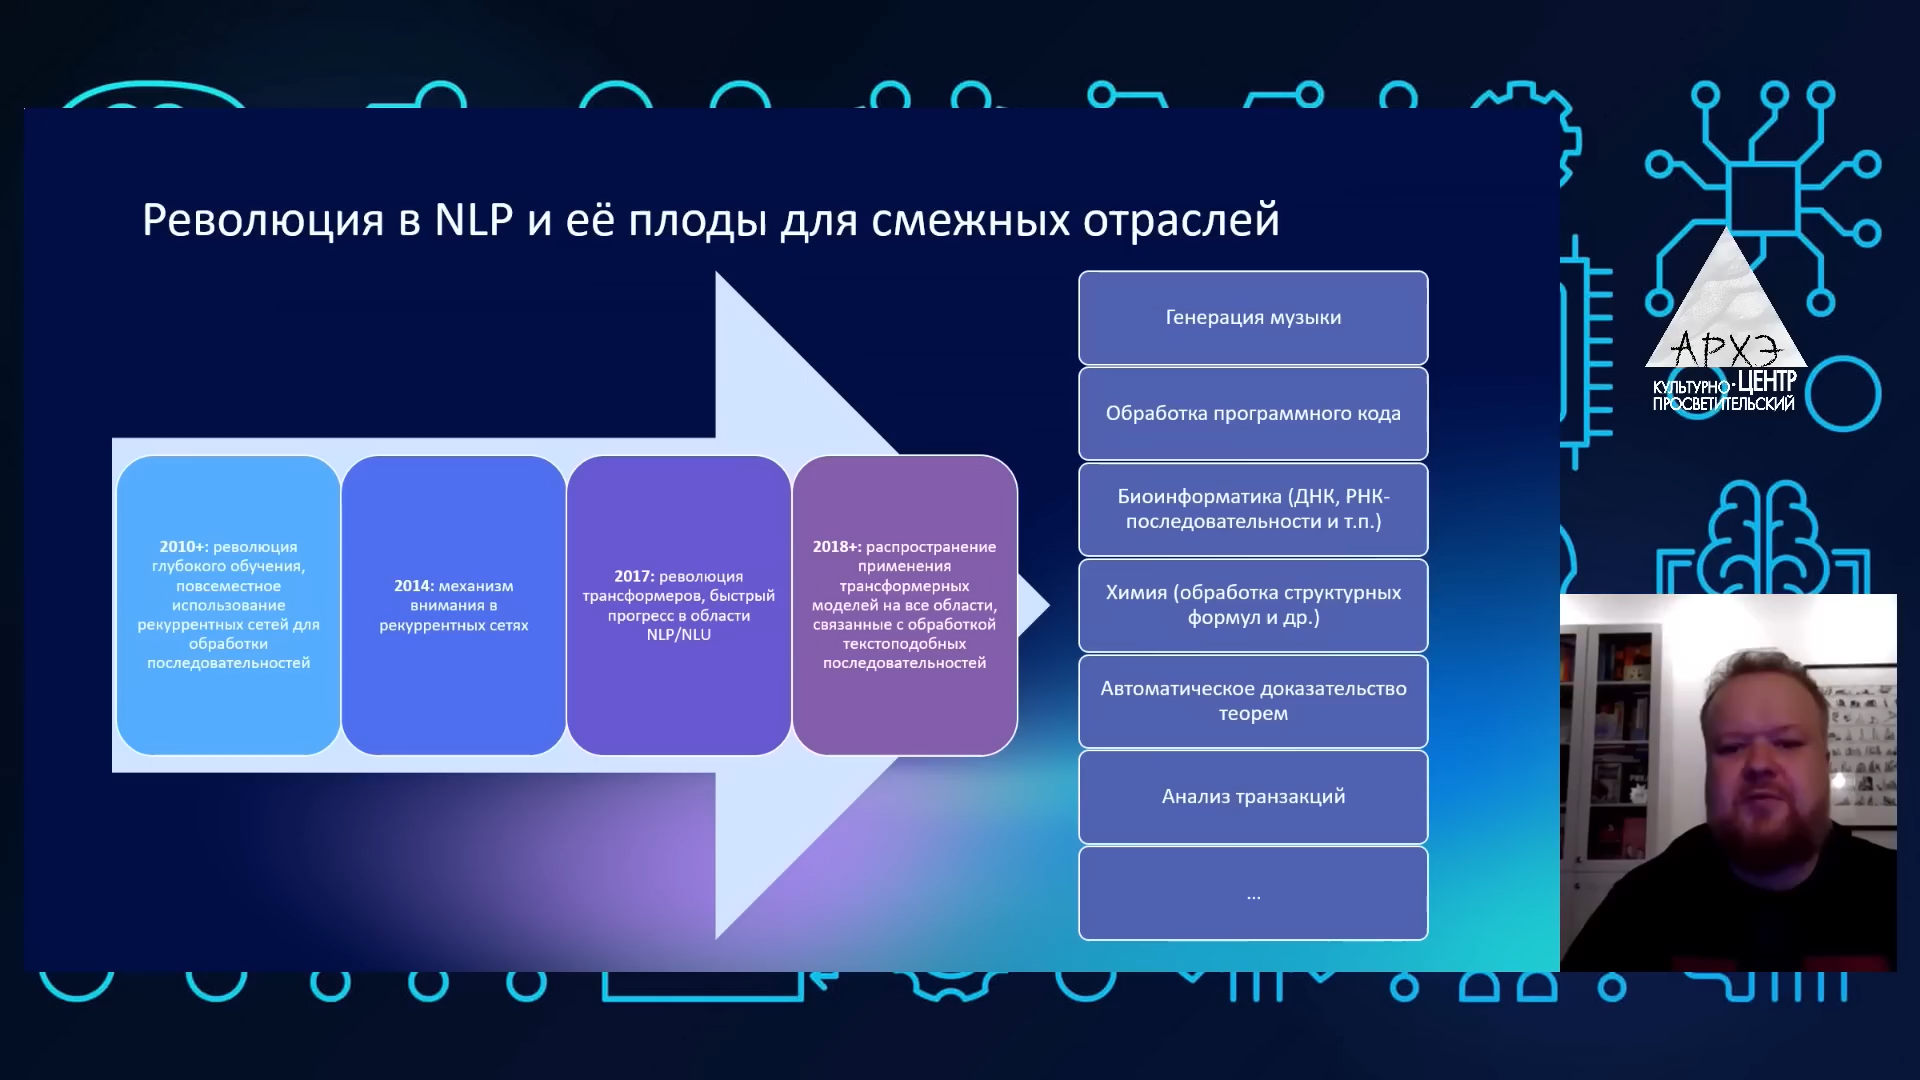 Революция в NLP и её плоды для смежных отраслей
2010+: революция
глубокого обучения,
повсеместное
использование
рекуррентных сетей для
обработки
последовательностей
2014: механизм
внимания в
рекуррентных сетях
2017: революция
трансформеров, быстрый
прогресс в области
NLP/NLU
2018+: распространение
применения
трансформерных
моделей на все области,
связанные с обработкой
текстоподобных
последовательностей
Генерация музыки
Обработка программного кода
Биоинформатика (ДНК, РНК-
последовательности и т.п.)
Химия (обработка структурных
формул и др.)
Автоматическое доказательство
теорем
Анализ транзакций
...
АРХЭ
КУЛЬТУРНО·ЦЕНТР
ПРОСВЕТИТЕЛЬСКИЙ